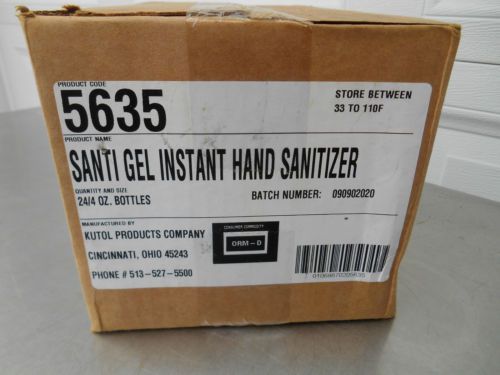 PRODUCT CODE
5635
STORE BETWEEN
33 TO 110F
PRODUCT NAME
SANTI GEL INSTANT HAND SANITIZER
QUANTITY AND SIZE
24/4 OZ. BOTTLES
BATCH NUMBER: 090902020
MANUFACTURED BY
KUTOL PRODUCTS COMPANY
CINCINNATI, OHIO 45243
PHONE # 513-527-5500
CONSUMER COMMODITY
ORM-D